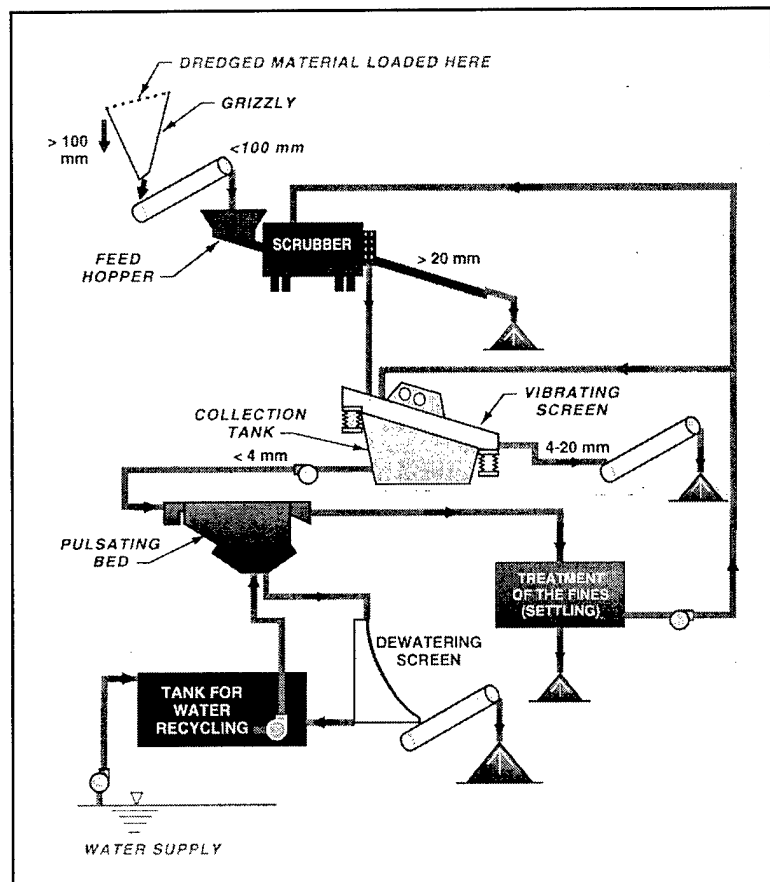 DREDGED MATERIAL LOADED HERE
GRIZZLY
> 100
mm
<100 mm
FEED
HOPPER
SCRUBBER
> 20 mm
VIBRATING
SCREEN
COLLECTION
TANK
4-20 mm
< 4 mm
PULSATING
BED
TREATMENT
OF THE FINES
(SETTLING)
DEWATERING
SCREEN
TANK FOR
WATER
RECYCLING
WATER SUPPLY